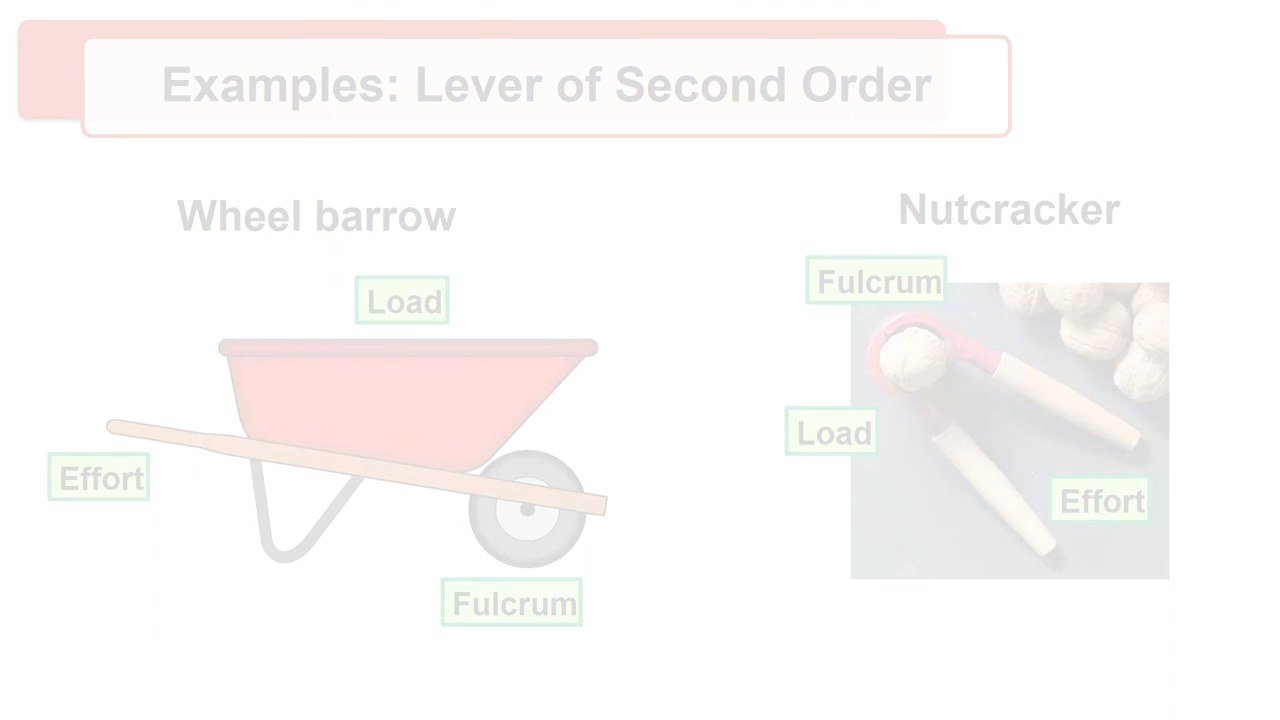 Examples: Lever of Second Order
Wheel barrow
Load
Effort
Fulcrum
Nutcracker
Fulcrum
Load
Effort